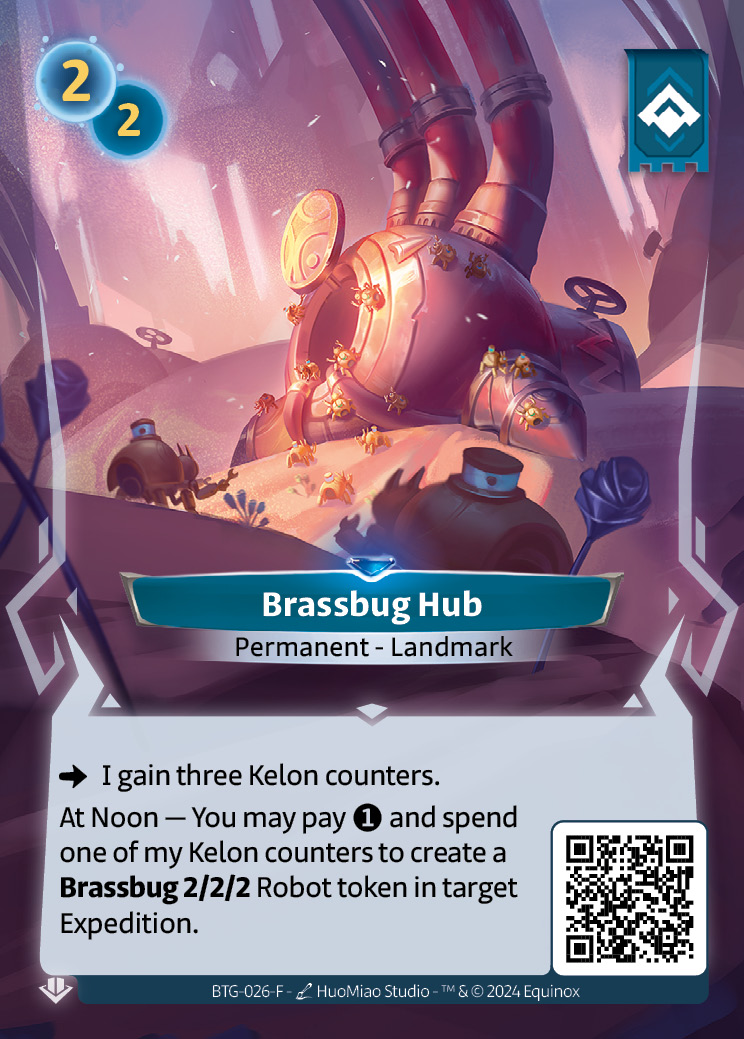 2
2
Brassbug Hub
Permanent - Landmark
I gain three Kelon counters.
At Noon — You may pay 1 and spend
one of my Kelon counters to create a
Brassbug 2/2/2 Robot token in target
Expedition.
BTG-026-F - HuoMiao Studio - ™ & © 2024 Equinox